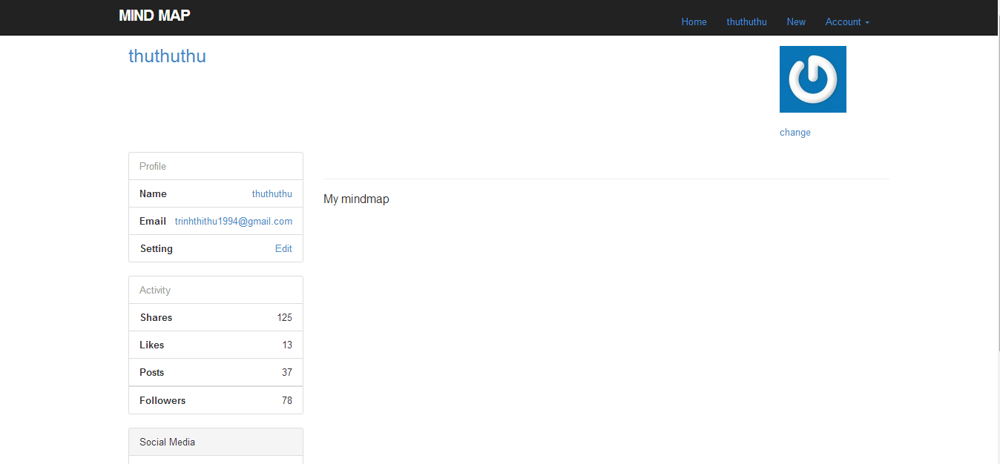 MIND MAP
Home thuthuthu New Account
thuthuthu
change
Profile
Name thuthuthu
Email trinhthithu1994@gmail.com
Setting Edit
My mindmap
Activity
Shares 125
Likes 13
Posts 37
Followers 78
Social Media